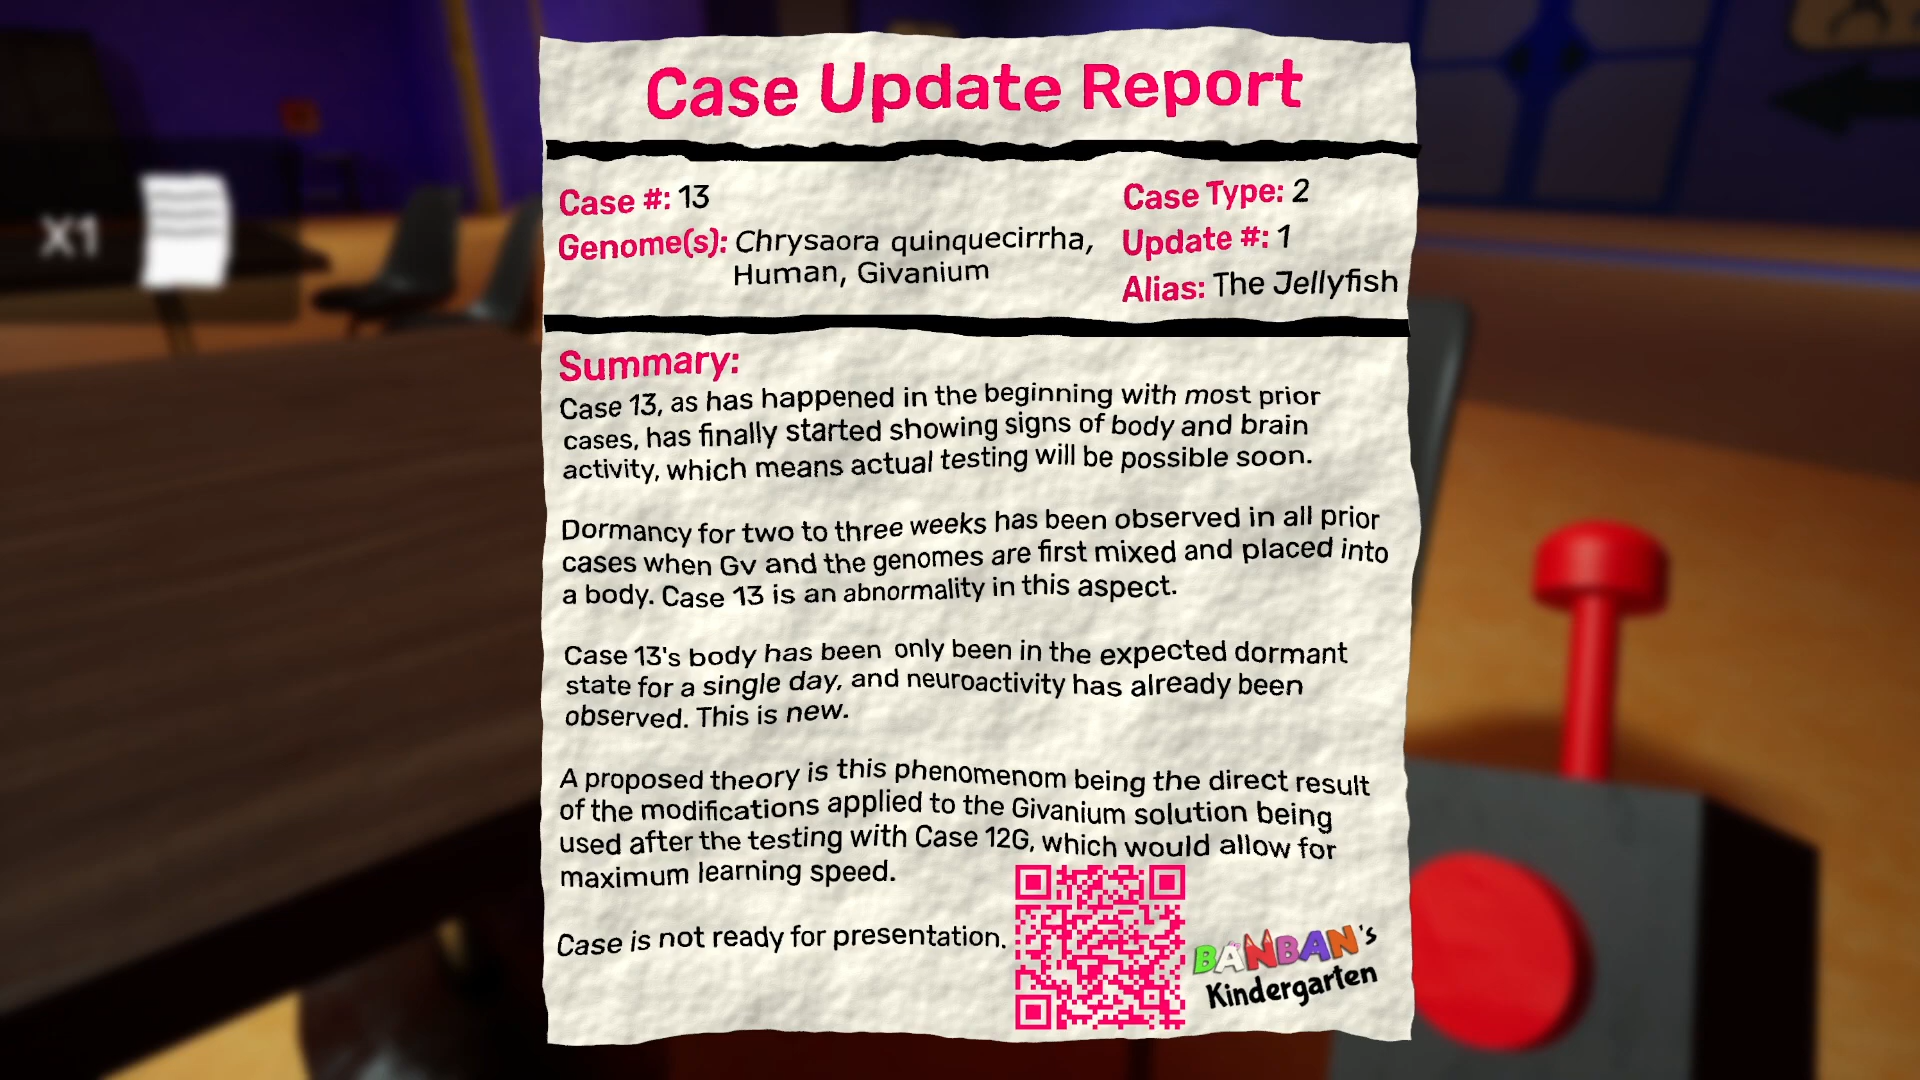 Case Update Report
Case #: 13
Case Type: 2
Genome(s): Chrysaora quinquecirrha,
Human, Givanium
Update #: 1
Alias: The Jellyfish
X1
Summary:
Case 13, as has happened in the beginning with most prior
cases, has finally started showing signs of body and brain
activity, which means actual testing will be possible soon.
Dormancy for two to three weeks has been observed in all prior
cases when Gv and the genomes are first mixed and placed into
a body. Case 13 is an abnormality in this aspect.
Case 13's body has been only been in the expected dormant
state for a single day, and neuroactivity has already been
observed. This is new.
A proposed theory is this phenomenom being the direct result
of the modifications applied to the Givanium solution being
used after the testing with Case 12G, which would allow for
maximum learning speed.
Case is not ready for presentation.
BANBAN's
Kindergarten